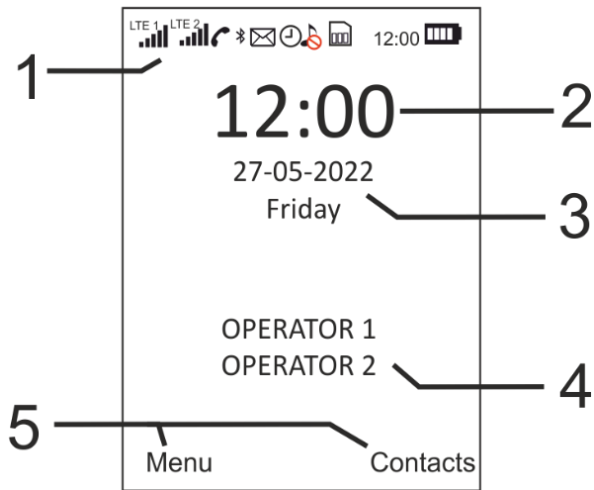 LTE 1 LTE 2 12:00
1
12:00 2
27-05-2022
Friday
3
OPERATOR 1
OPERATOR 2
4
5
Menu Contacts